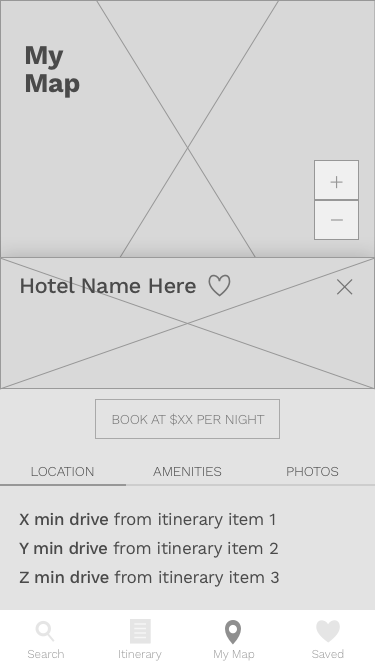 My
Map
+
−
Hotel Name Here
BOOK AT $XX PER NIGHT
LOCATION AMENITIES PHOTOS
X min drive from itinerary item 1
Y min drive from itinerary item 2
Z min drive from itinerary item 3
Search Itinerary My Map Saved